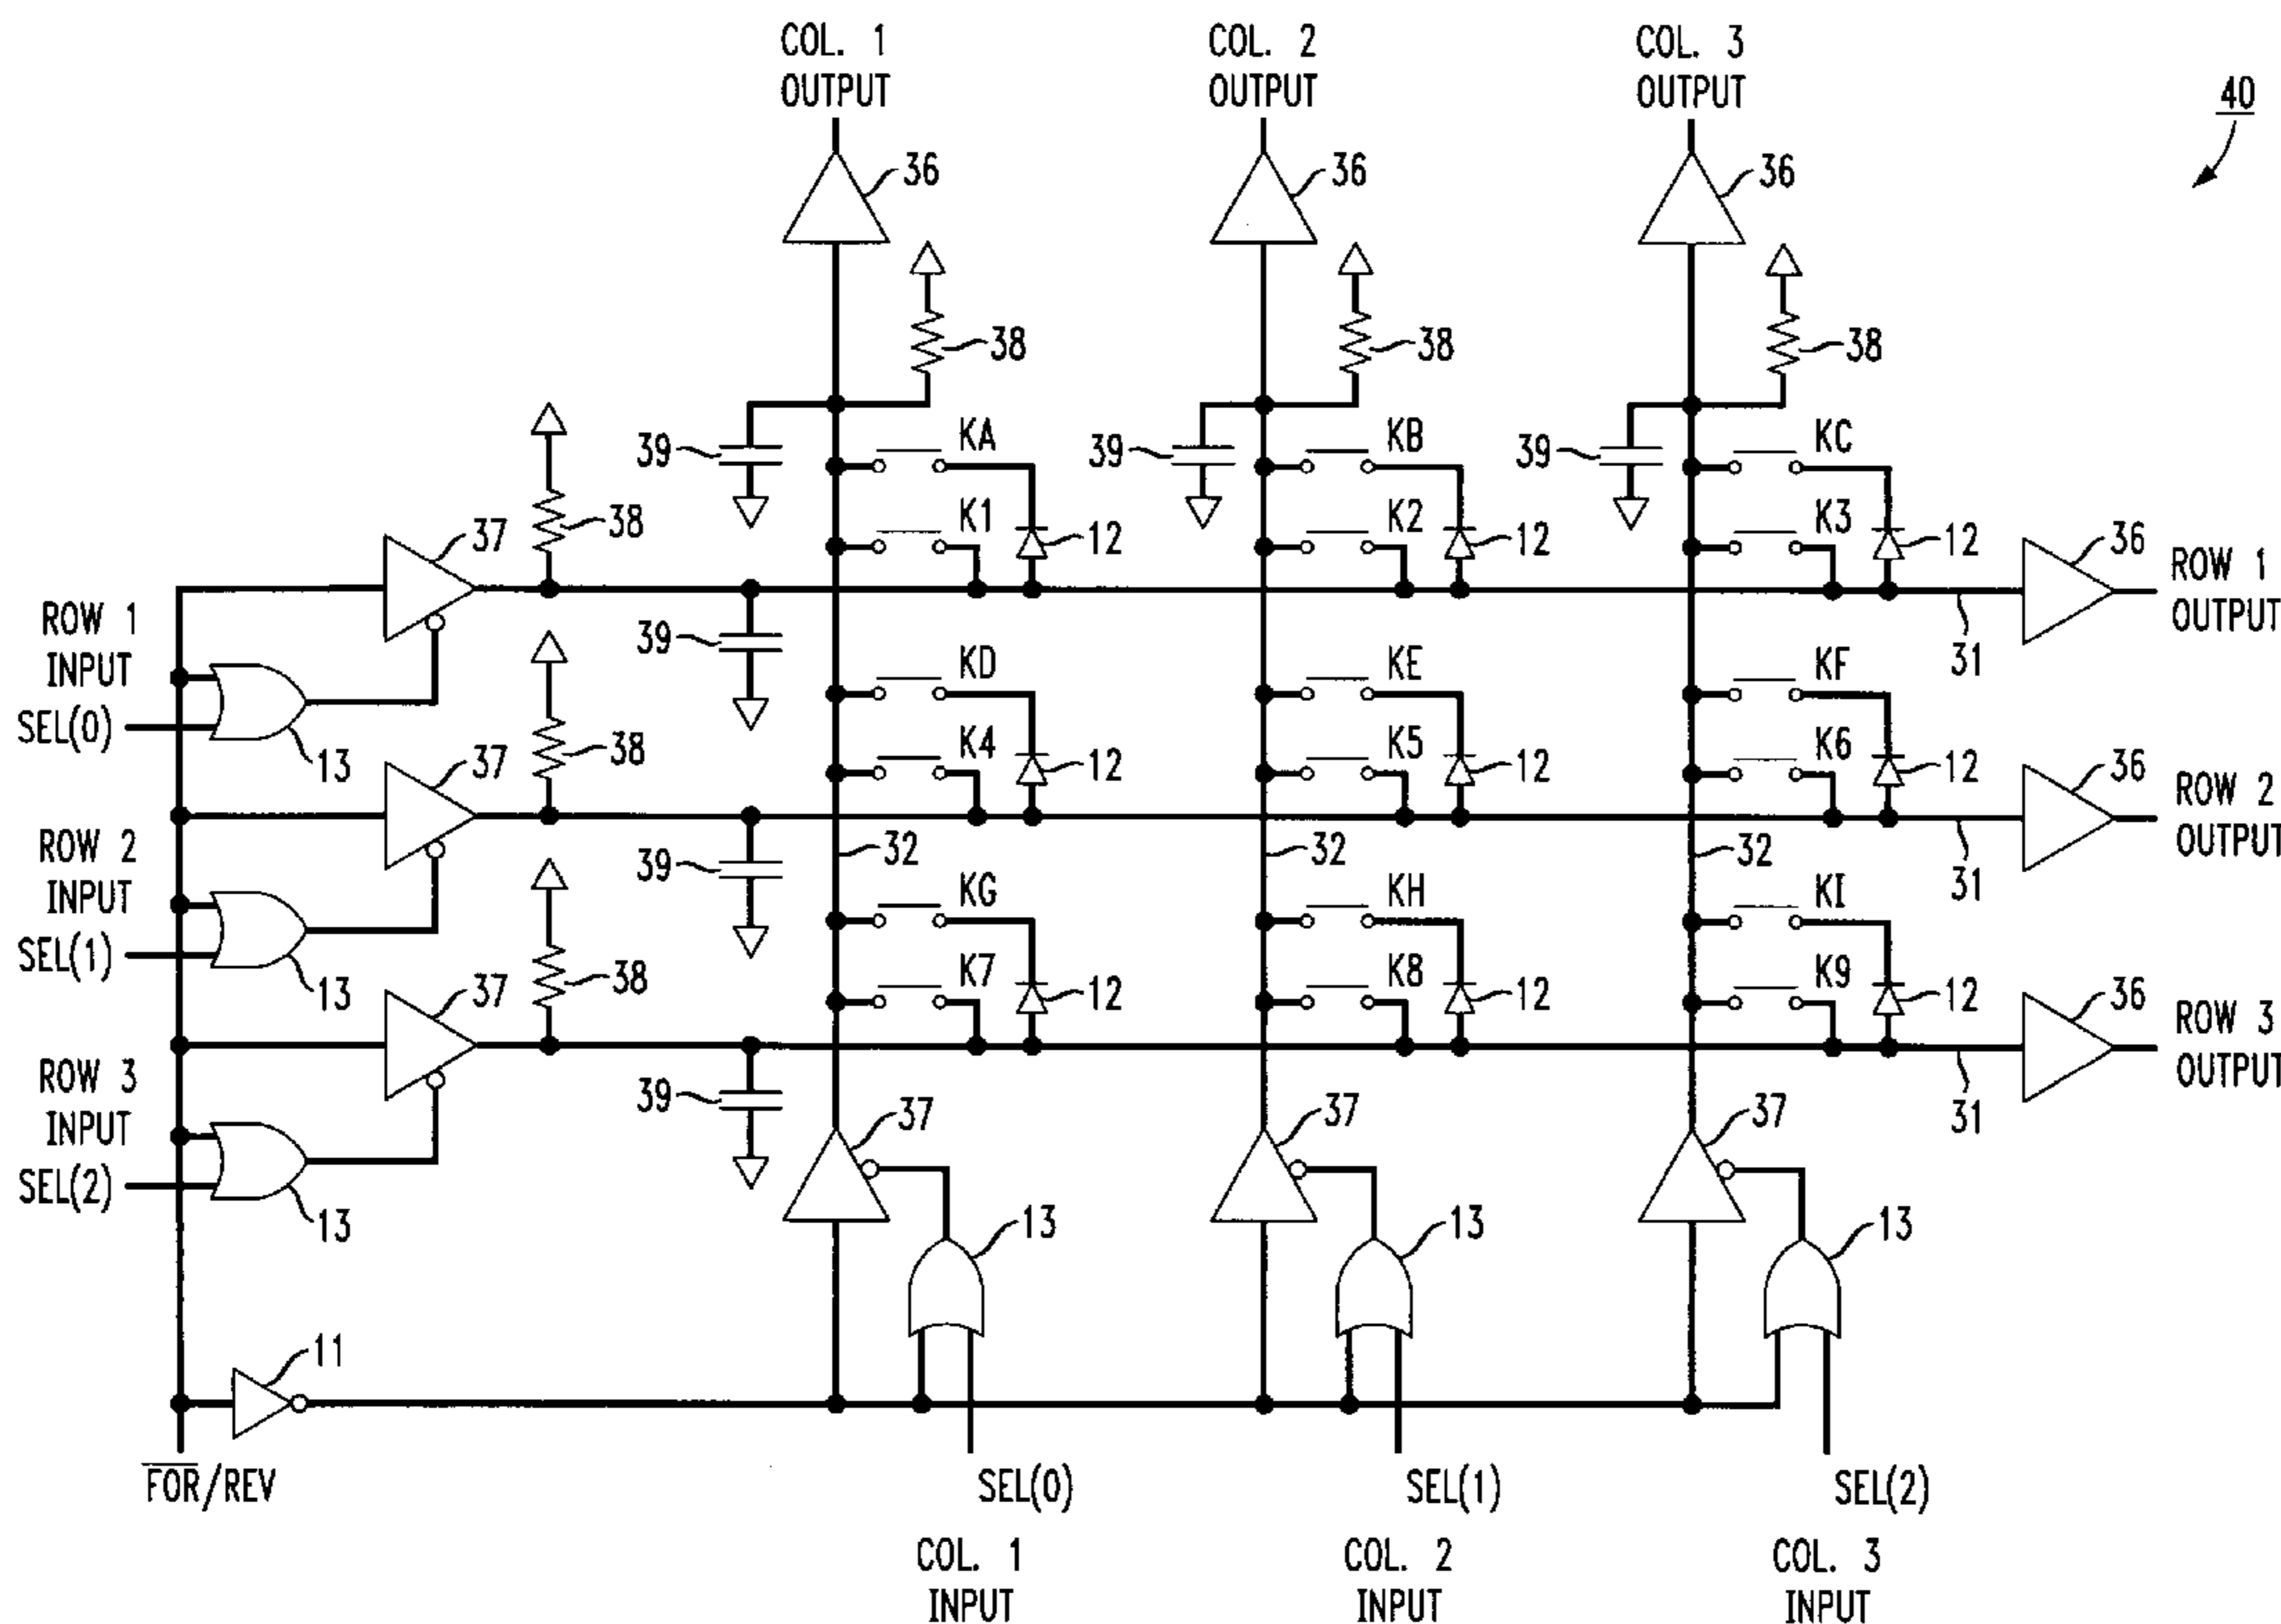 COL. 1 COL. 2 COL. 3
OUTPUT OUTPUT OUTPUT
40
36 36 36
38 38 38
39 KA 39 KB 39 KC
37 38 K1 12 K2 12 K3 12 36
ROW 1
OUTPUT
ROW 1
INPUT
SEL(0)
39 KD KE KF 31
13 37 38 K4 12 K5 12 K6 12 36
ROW 2
OUTPUT
ROW 2
INPUT
SEL(1)
39 32 32 32 31
KG KH KI
13 37 38 K7 12 K8 12 K9 12 36
ROW 3
OUTPUT
ROW 3
INPUT
SEL(2)
39 37 37 37 31
13 13 13 13
11
FOR/REV SEL(0) SEL(1) SEL(2)
COL. 1 COL. 2 COL. 3
INPUT INPUT INPUT